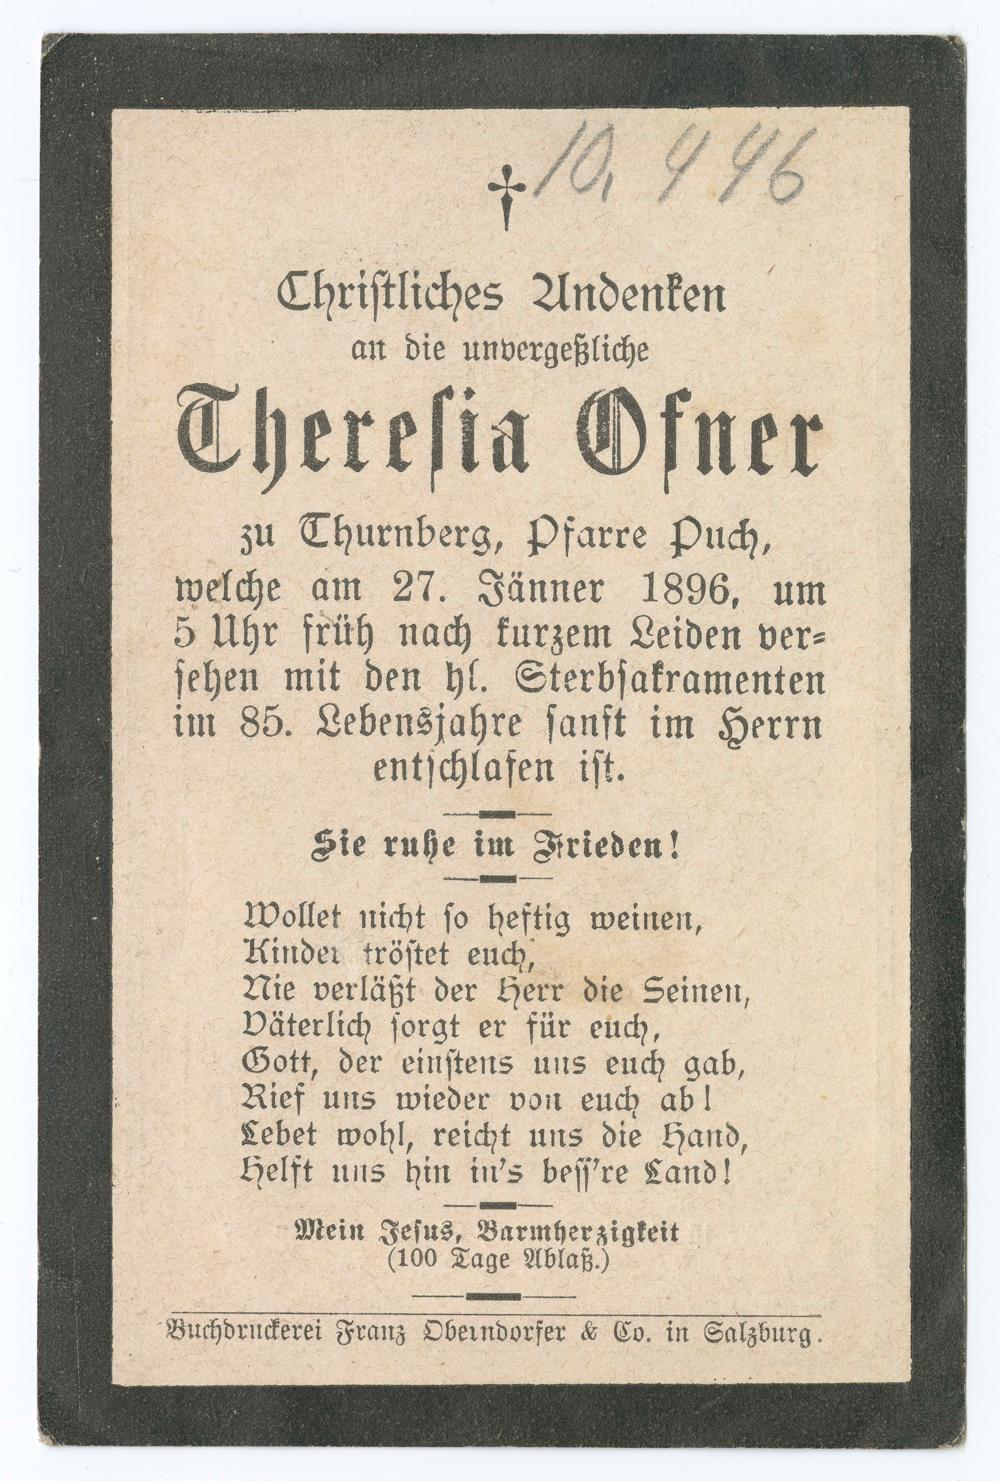 10. 4 46
Christliches Andenken
an die unvergeßliche
Theresia Ofner
zu Thurnberg, Pfarre Puch,
welche am 27. Jänner 1896, um
5 Uhr früh nach kurzem Leiden ver-
sehen mit den hl. Sterbsakramenten
im 85. Lebensjahre sanft im Herrn
entschlafen ist.
Sie ruhe im Frieden!
Wollet nicht so heftig weinen,
Kinder tröstet euch,
Nie verläßt der Herr die Seinen,
Väterlich sorgt er für euch,
Gott, der einstens uns euch gab,
Rief uns wieder von euch ab!
Lebet wohl, reicht uns die Hand,
Helft uns hin in's bess're Land!
Mein Jesus, Barmherzigkeit
(100 Tage Ablaß.)
Buchdruckerei Franz Oberndorfer & Co. in Salzburg.